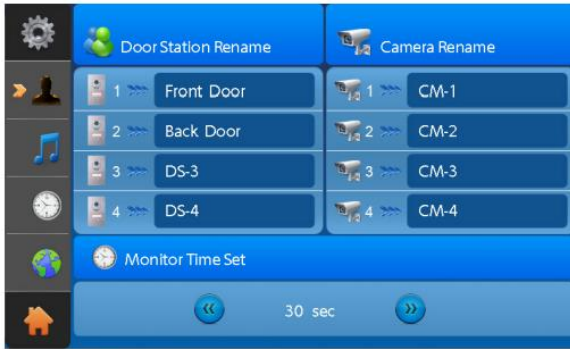 Door Station Rename
Camera Rename
1 Front Door
1 CM-1
2 Back Door
2 CM-2
3 DS-3
3 CM-3
4 DS-4
4 CM-4
Monitor Time Set
30 sec